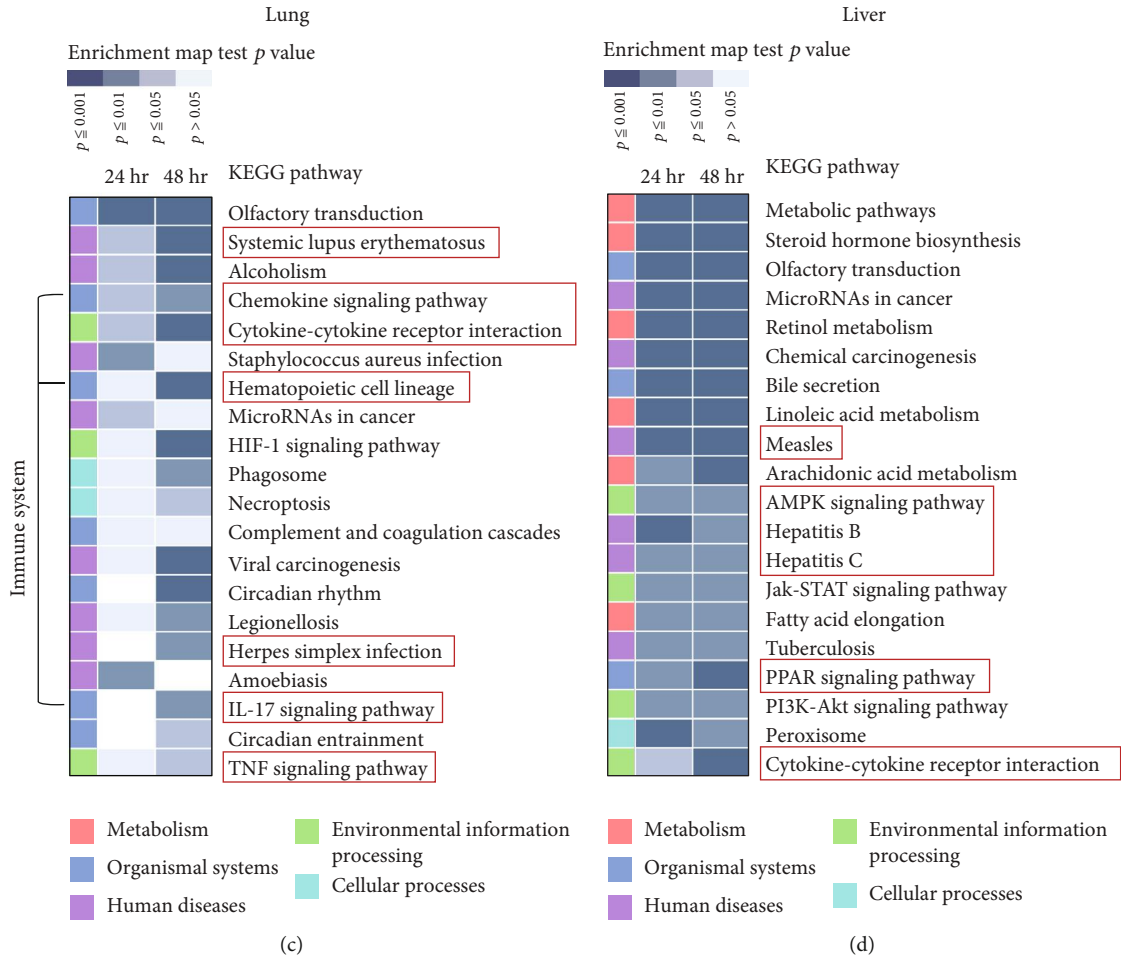 Lung
Enrichment map test p value
p ≤ 0.001
p ≤ 0.01
p ≤ 0.05
p > 0.05
24 hr 48 hr KEGG pathway
Olfactory transduction
Systemic lupus erythematosus
Alcoholism
Chemokine signaling pathway
Cytokine-cytokine receptor interaction
Staphylococcus aureus infection
Hematopoietic cell lineage
MicroRNAs in cancer
HIF-1 signaling pathway
Phagosome
Necroptosis
Complement and coagulation cascades
Viral carcinogenesis
Circadian rhythm
Legionellosis
Herpes simplex infection
Amoebiasis
IL-17 signaling pathway
Circadian entrainment
TNF signaling pathway
Immune system
Metabolism
Organismal systems
Human diseases
Environmental information
processing
Cellular processes
(c)
Liver
Enrichment map test p value
p ≤ 0.001
p ≤ 0.01
p ≤ 0.05
p > 0.05
24 hr 48 hr KEGG pathway
Metabolic pathways
Steroid hormone biosynthesis
Olfactory transduction
MicroRNAs in cancer
Retinol metabolism
Chemical carcinogenesis
Bile secretion
Linoleic acid metabolism
Measles
Arachidonic acid metabolism
AMPK signaling pathway
Hepatitis B
Hepatitis C
Jak-STAT signaling pathway
Fatty acid elongation
Tuberculosis
PPAR signaling pathway
PI3K-Akt signaling pathway
Peroxisome
Cytokine-cytokine receptor interaction
Metabolism
Organismal systems
Human diseases
Environmental information
processing
Cellular processes
(d)